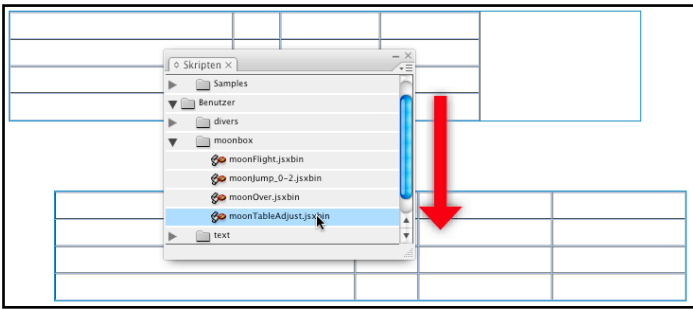 Skripten
Samples
Benutzer
divers
moonbox
moonFlight.jsxbin
moonJump_0-2.jsxbin
moonOver.jsxbin
moonTableAdjust.jsxbin
text